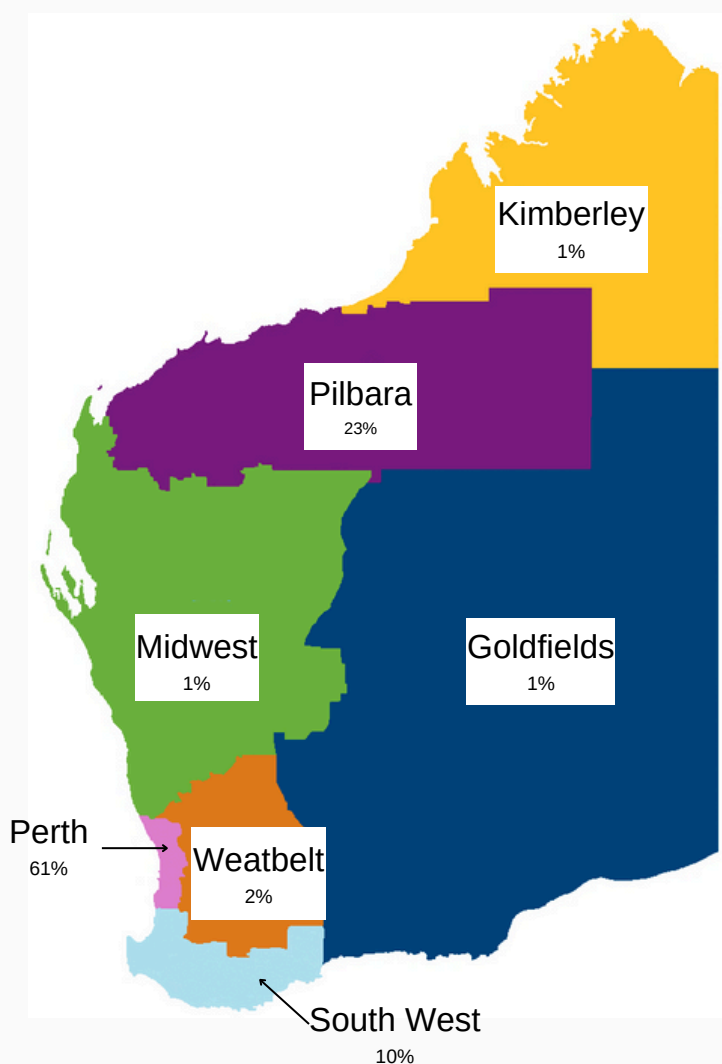 Kimberley
1%
Pilbara
23%
Midwest
1%
Goldfields
1%
Perth
61%
Weatbelt
2%
South West
10%